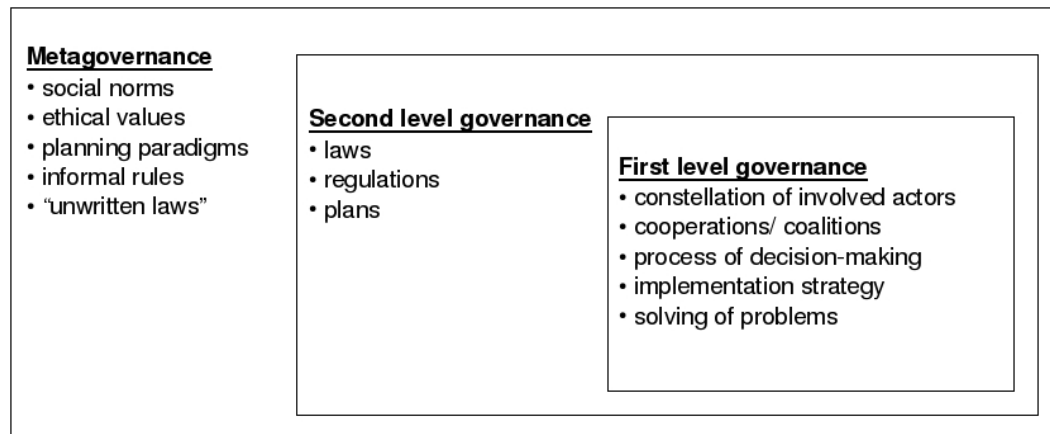 Metagovernance
• social norms
• ethical values
• planning paradigms
• informal rules
• “unwritten laws”
Second level governance
• laws
• regulations
• plans
First level governance
• constellation of involved actors
• cooperations/ coalitions
• process of decision-making
• implementation strategy
• solving of problems